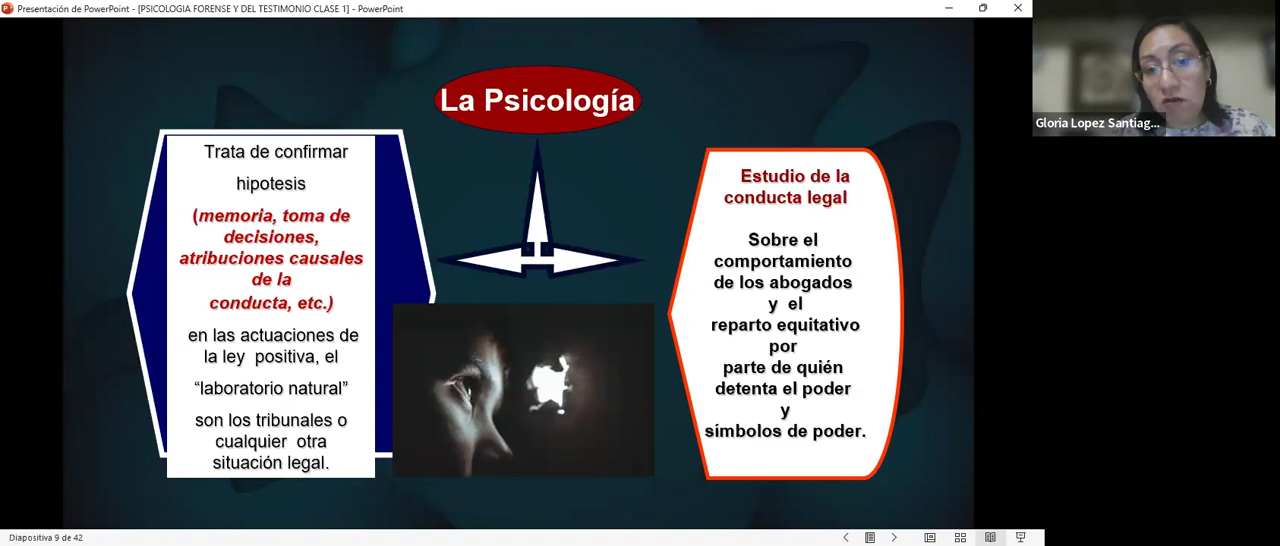 Presentación de PowerPoint - [PSICOLOGIA FORENSE Y DEL TESTIMONIO CLASE 1] - PowerPoint
La Psicología
Trata de confirmar
hipotesis
(memoria, toma de
decisiones,
atribuciones causales
de la
conducta, etc.)
en las actuaciones de
la ley positiva, el
“laboratorio natural”
son los tribunales o
cualquier otra
situación legal.
Estudio de la
conducta legal
Sobre el
comportamiento
de los abogados
y el
reparto equitativo
por
parte de quién
detenta el poder
y
símbolos de poder.
Gloria Lopez Santiag...
Diapositiva 9 de 42